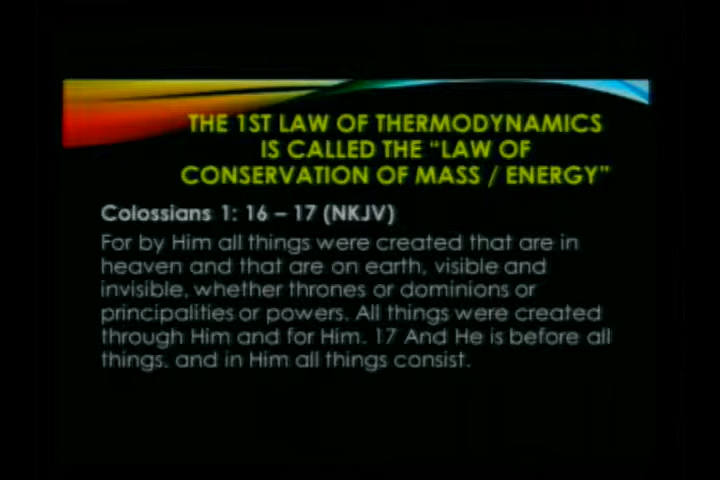 THE 1ST LAW OF THERMODYNAMICS
IS CALLED THE “LAW OF
CONSERVATION OF MASS / ENERGY”
Colossians 1: 16 – 17 (NKJV)
For by Him all things were created that are in
heaven and that are on earth, visible and
invisible, whether thrones or dominions or
principalities or powers. All things were created
through Him and for Him. 17 And He is before all
things, and in Him all things consist.